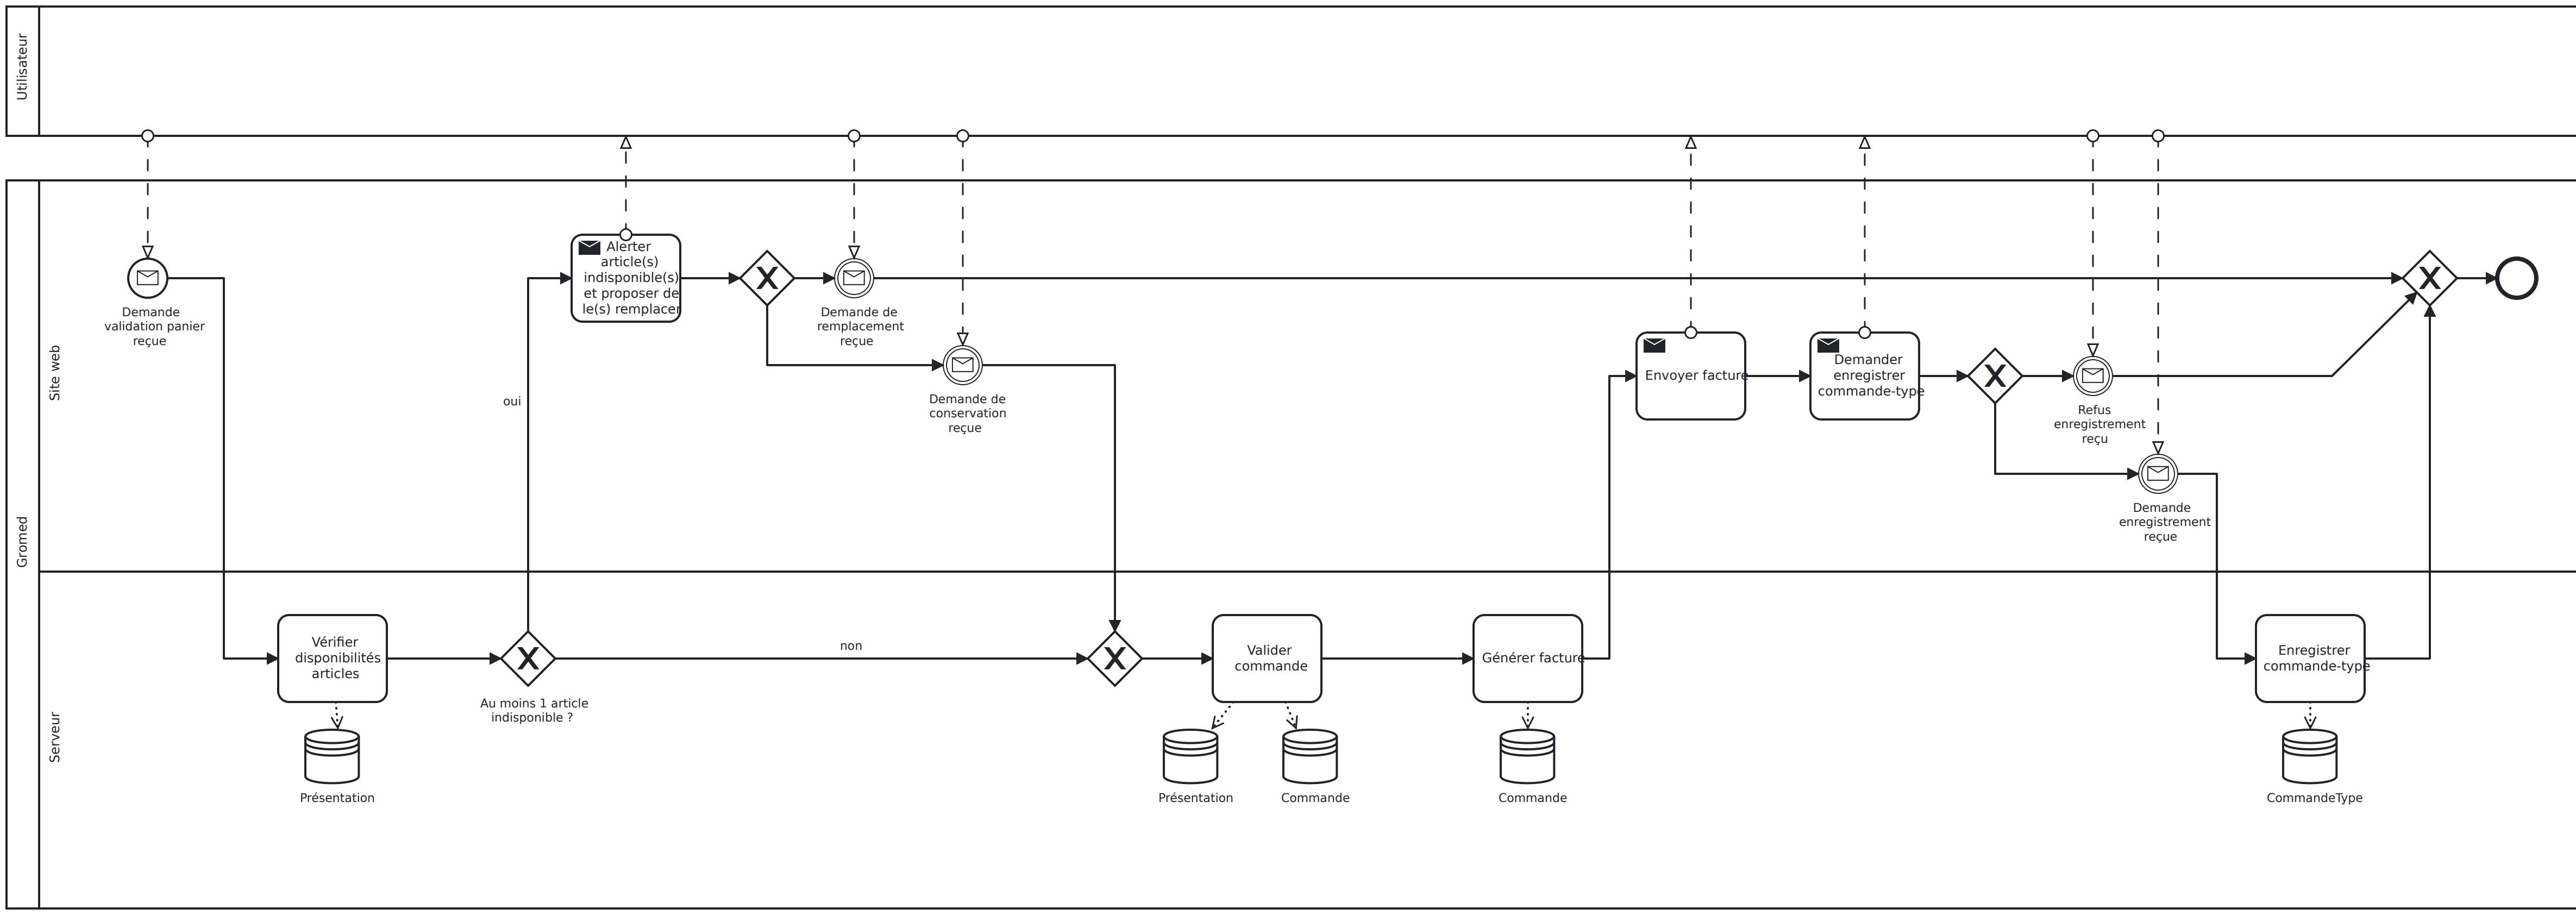 Utilisateur
Gromed
Site web
Serveur
Demande
validation panier
reçue
Alerter
article(s)
indisponible(s)
et proposer de
le(s) remplacer
Demande de
remplacement
reçue
Demande de
conservation
reçue
oui
Envoyer facture
Demander
enregistrer
commande-type
Refus
enregistrement
reçu
Demande
enregistrement
reçue
Vérifier
disponibilités
articles
Au moins 1 article
indisponible ?
non
Valider
commande
Générer facture
Enregistrer
commande-type
Présentation
Présentation
Commande
Commande
CommandeType